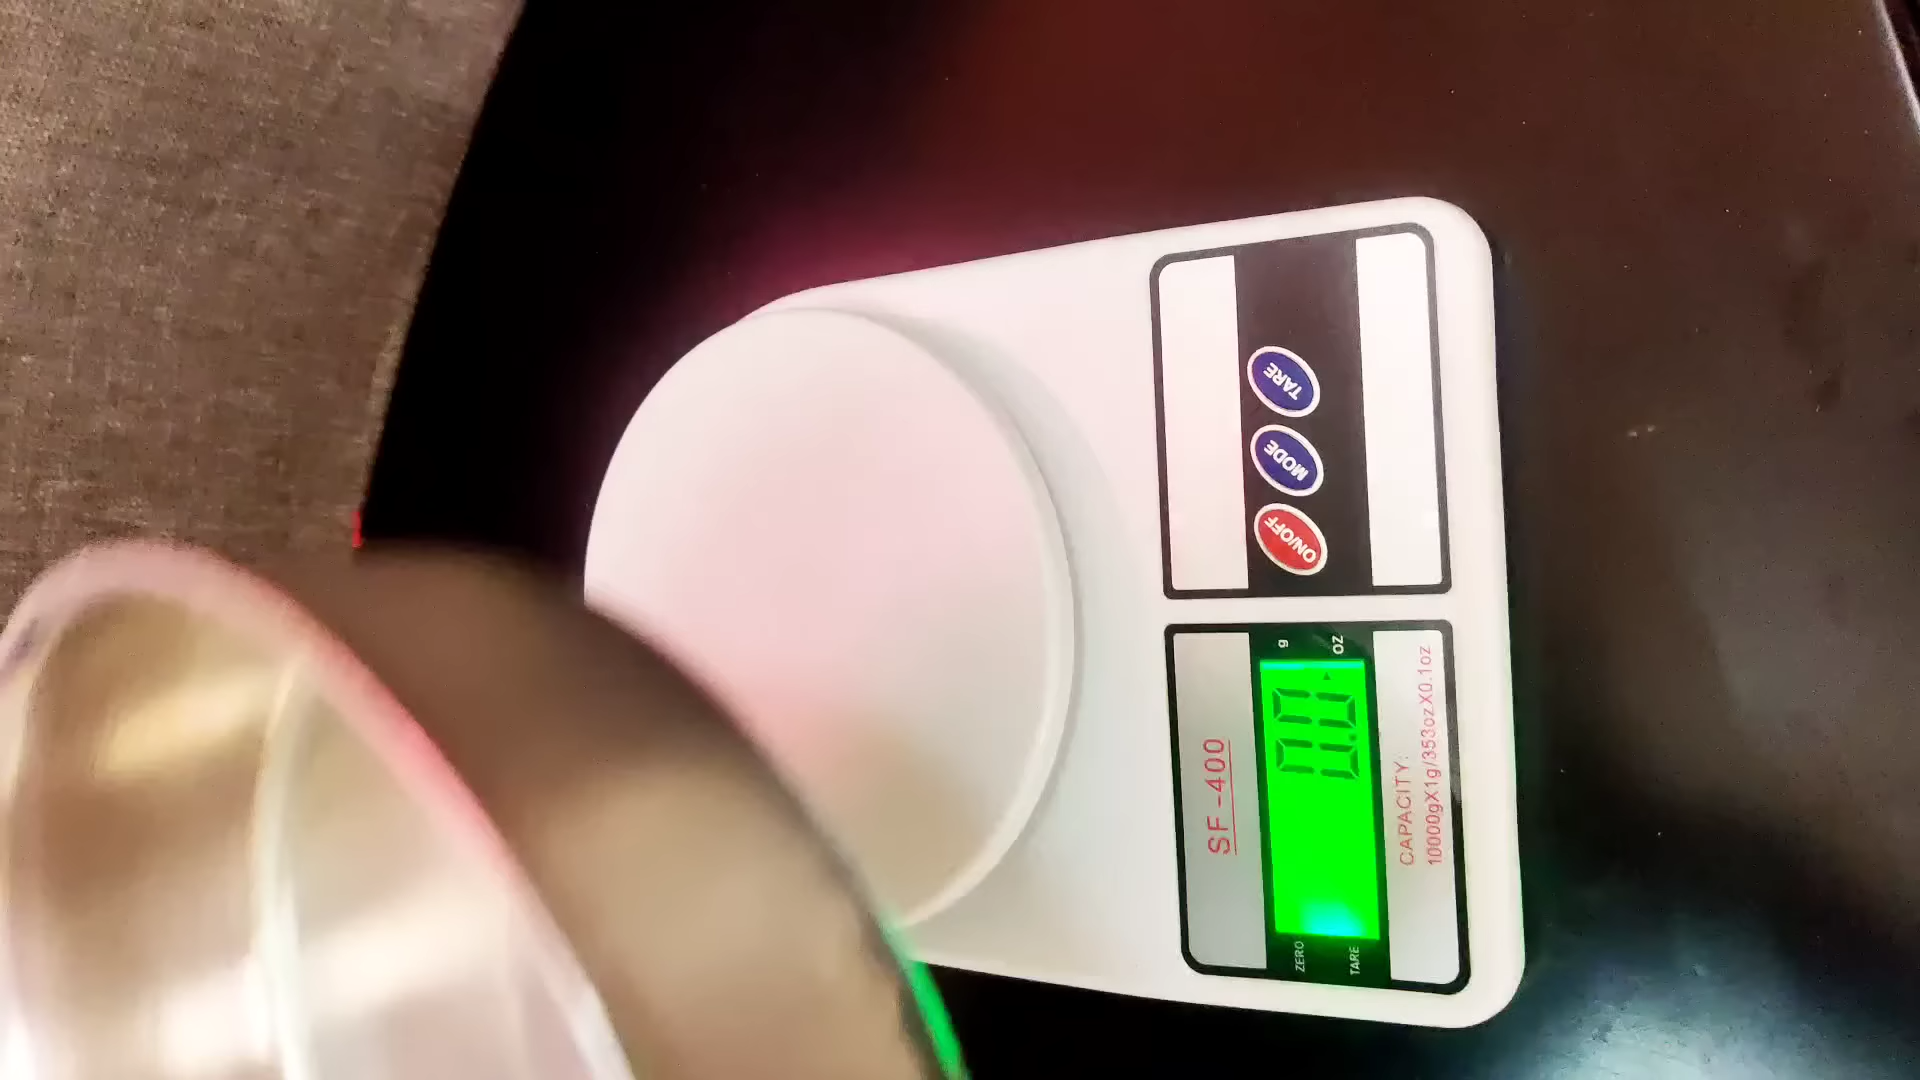 SF-400
ZERO
TARE
0.0
g
OZ
CAPACITY:
10000gX1g/353ozX0.1oz
ON/OFF
MODE
TARE